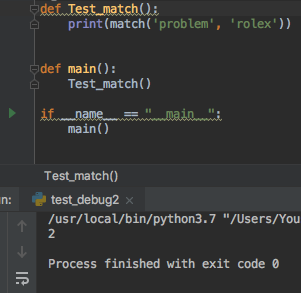 def Test_match():
    print(match('problem', 'rolex'))
def main():
    Test_match()
if __name__ == "__main__":
    main()
Test_match()
n: test_debug2 ×
/usr/local/bin/python3.7 "/Users/You
2
Process finished with exit code 0